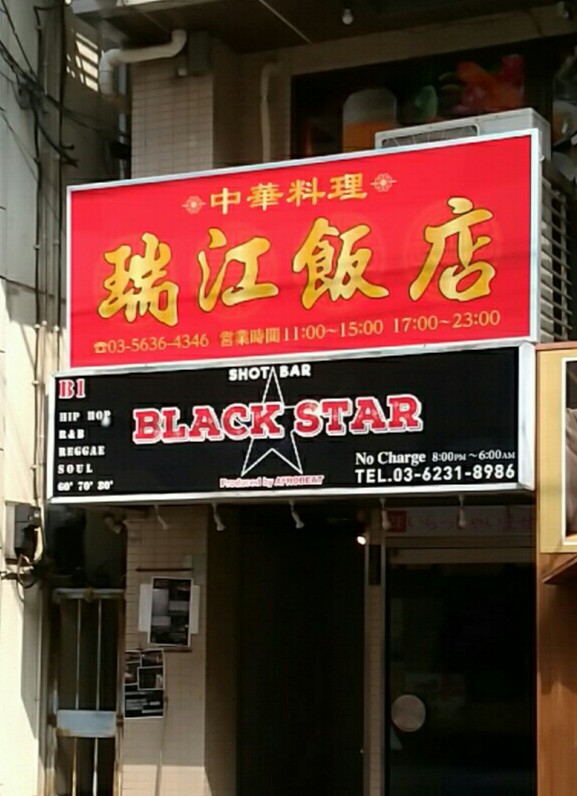 中華料理
瑞江飯店
☎03-5636-4346 営業時間11:00~15:00 17:00~23:00
SHOT BAR
B1
BLACK STAR
HIP HOP
R&B
REGGAE
SOUL
60' 70' 80'
No Charge 8:00PM~6:00AM
TEL.03-6231-8986
Produced by AFROBEAT